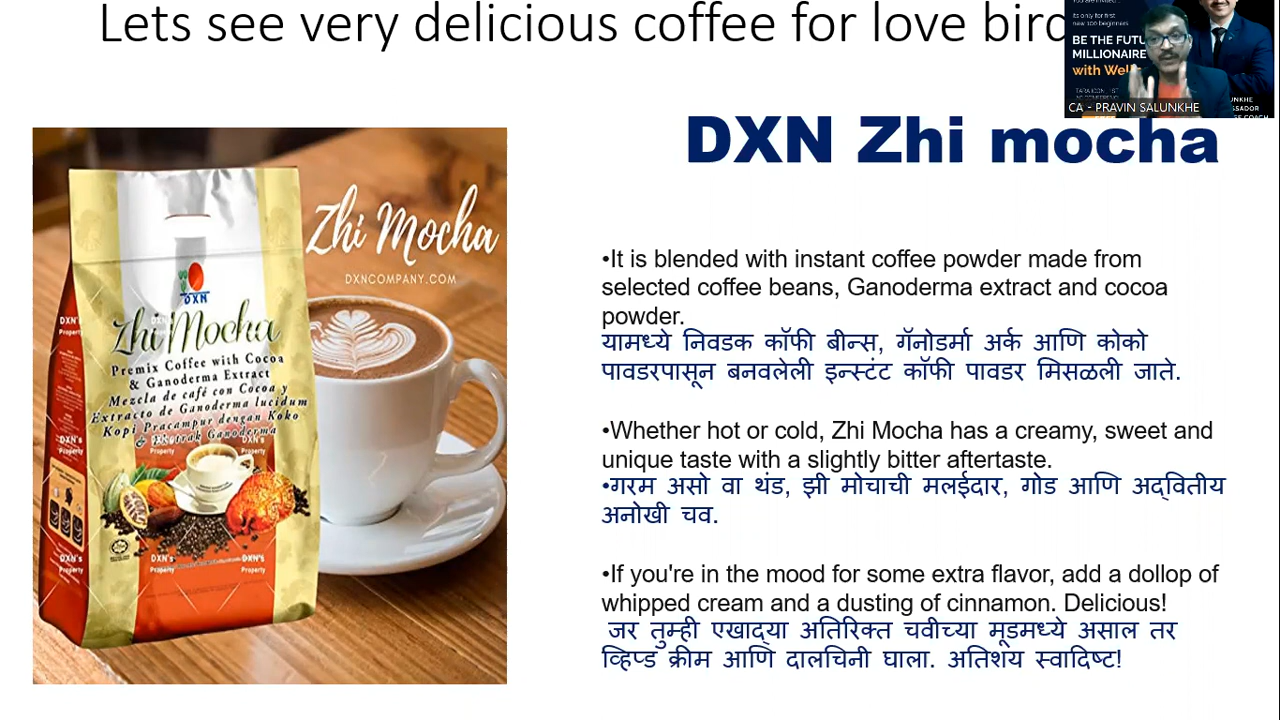 Lets see very delicious coffee for love bird
BE THE FUTU
MILLIONAIRE
with Well
CA - PRAVIN SALUNKHE
DXN Zhi mocha
Zhi Mocha
DXNCOMPANY.COM
DXN
Zhi Mocha
Premix Coffee with Cocoa
& Ganoderma Extract
Mezcla de café con Cocoa y
Extracto de Ganoderma lucidum
Kopi Pracampur dengan Koko
& Ekstrak Ganoderma
DXN's
Property
DXN's
Property
•It is blended with instant coffee powder made from
selected coffee beans, Ganoderma extract and cocoa
powder.
यामध्ये निवडक कॉफी बीन्स, गॅनोडर्मा अर्क आणि कोको
पावडरपासून बनवलेली इन्स्टंट कॉफी पावडर मिसळली जाते.
•Whether hot or cold, Zhi Mocha has a creamy, sweet and
unique taste with a slightly bitter aftertaste.
•गरम असो वा थंड, झी मोचाची मलईदार, गोड आणि अद्वितीय
अनोखी चव.
•If you're in the mood for some extra flavor, add a dollop of
whipped cream and a dusting of cinnamon. Delicious!
जर तुम्ही एखाद्या अतिरिक्त चवीच्या मूडमध्ये असाल तर
व्हिप्ड क्रीम आणि दालचिनी घाला. अतिशय स्वादिष्ट!